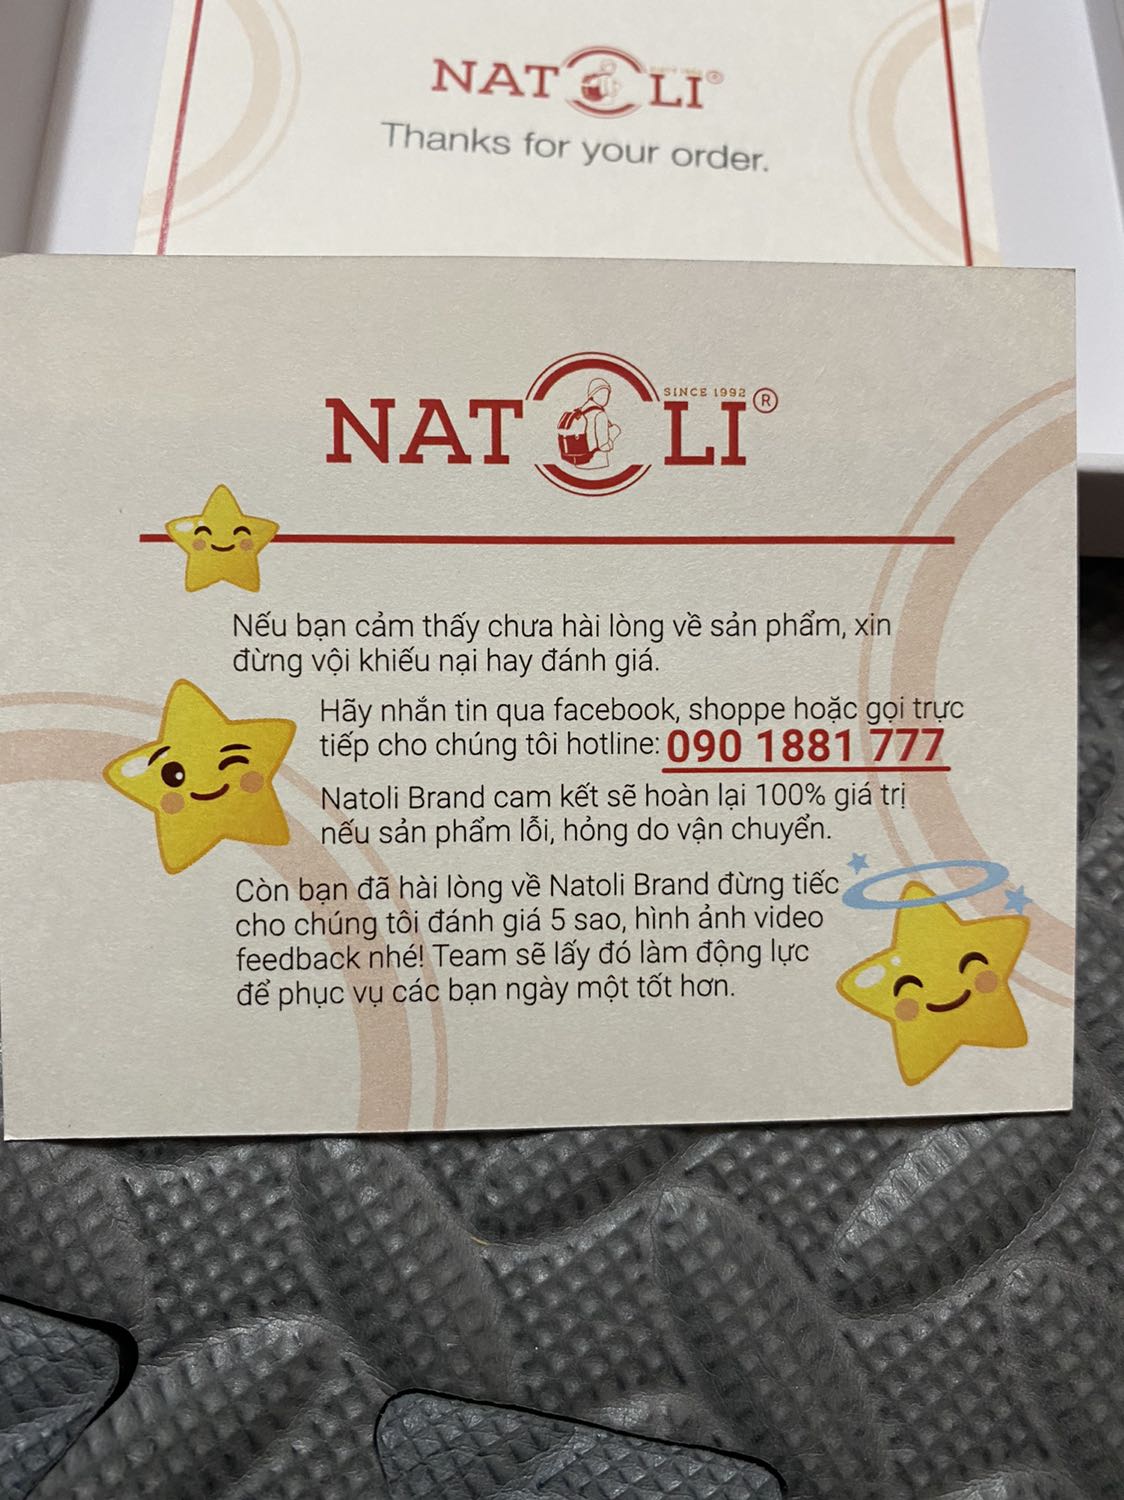 NATOLI SINCE 1992 ®
Thanks for your order.
NATOLI SINCE 1992 ®
Nếu bạn cảm thấy chưa hài lòng về sản phẩm, xin
đừng vội khiếu nại hay đánh giá.
Hãy nhắn tin qua facebook, shoppe hoặc gọi trực
tiếp cho chúng tôi hotline: 090 1881 777
Natoli Brand cam kết sẽ hoàn lại 100% giá trị
nếu sản phẩm lỗi, hỏng do vận chuyển.
Còn bạn đã hài lòng về Natoli Brand đừng tiếc
cho chúng tôi đánh giá 5 sao, hình ảnh video
feedback nhé! Team sẽ lấy đó làm động lực
để phục vụ các bạn ngày một tốt hơn.